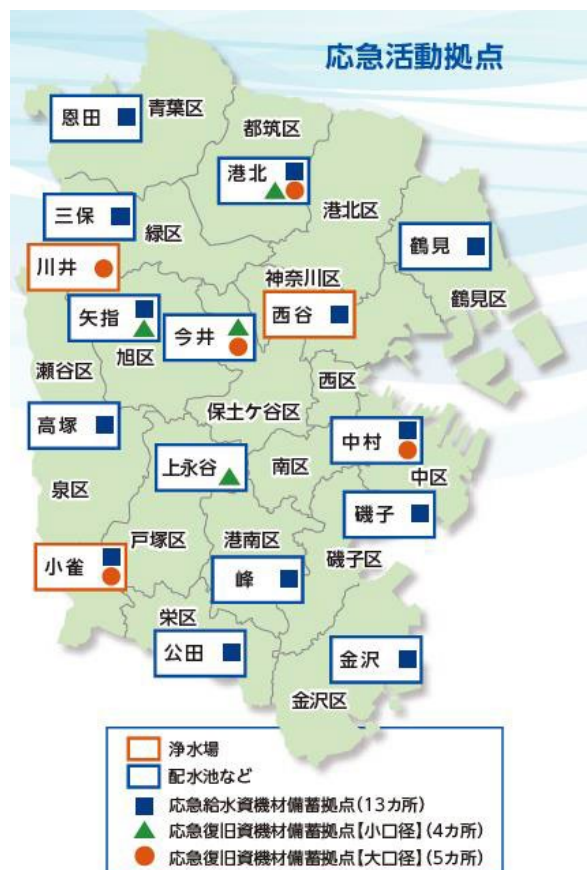 応急活動拠点
恩田
青葉区
都筑区
港北
港北区
三保
緑区
鶴見
川井
神奈川区
鶴見区
矢指
今井
西谷
旭区
瀬谷区
西区
保土ケ谷区
高塚
中村
上永谷
南区
中区
泉区
磯子
戸塚区
港南区
磯子区
小雀
峰
栄区
公田
金沢
金沢区
浄水場
配水池など
応急給水資機材備蓄拠点(13カ所)
応急復旧資機材備蓄拠点【小口径】(4カ所)
応急復旧資機材備蓄拠点【大口径】(5カ所)